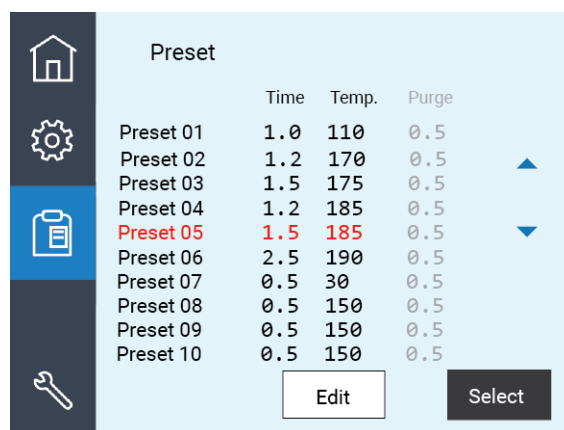 Preset
Time Temp. Purge
Preset 01 1.0 110 0.5
Preset 02 1.2 170 0.5
Preset 03 1.5 175 0.5
Preset 04 1.2 185 0.5
Preset 05 1.5 185 0.5
Preset 06 2.5 190 0.5
Preset 07 0.5 30 0.5
Preset 08 0.5 150 0.5
Preset 09 0.5 150 0.5
Preset 10 0.5 150 0.5
Edit Select